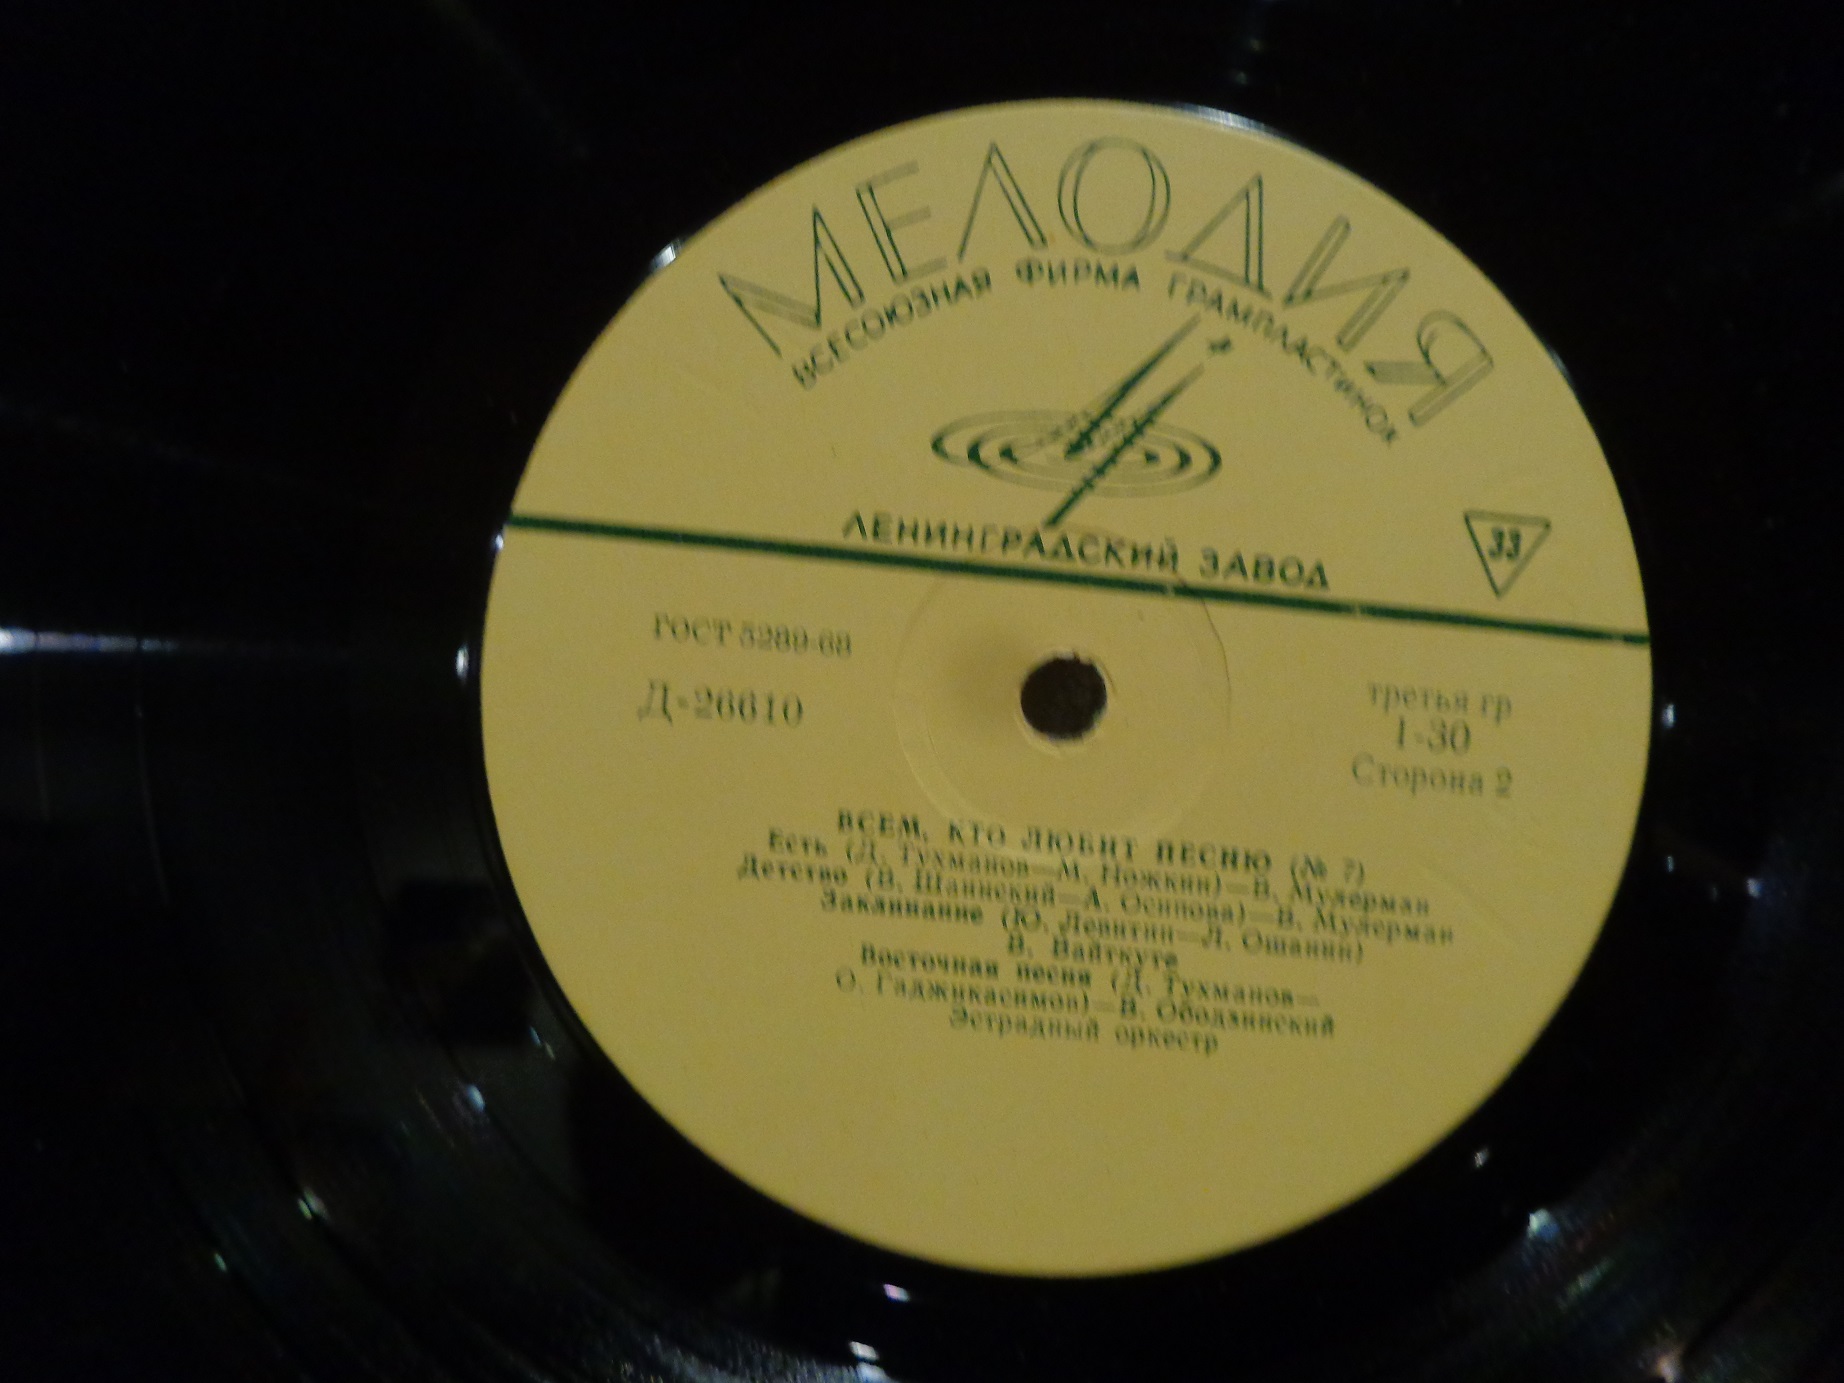 МЕЛОДИЯ
ВСЕСОЮЗНАЯ ФИРМА ГРАМПЛАСТИНОК
ЛЕНИНГРАДСКИЙ ЗАВОД
33
ГОСТ 5289-68
Д-26610
третья гр
1-30
Сторона 2
ВСЕМ, КТО ЛЮБИТ ПЕСНЮ (№ 7)
Есть (Д. Тухманов—М. Ножкин)—В. Мулерман
Детство (В. Шаинский—А. Осипова)—В. Мулерман
Заклинание (Ю. Левитин—Л. Ошанин)
В. Вайткуте
Восточная песня (Д. Тухманов—
О. Гаджикасимов)—В. Ободзинский
Эстрадный оркестр